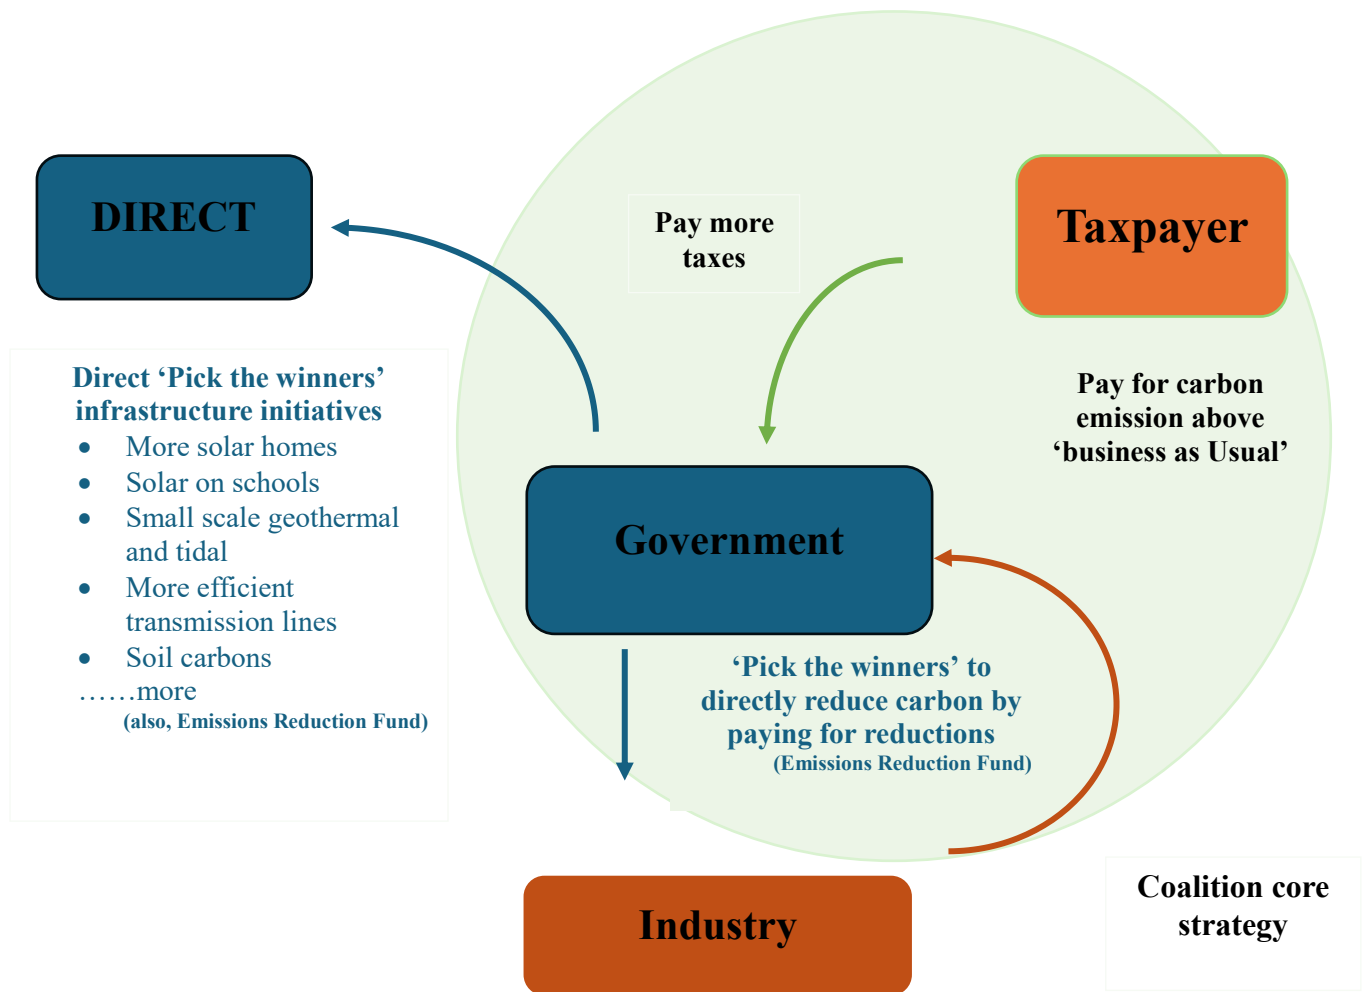 DIRECT
Pay more
taxes
Taxpayer
Direct ‘Pick the winners’
infrastructure initiatives
• More solar homes
• Solar on schools
• Small scale geothermal
and tidal
• More efficient
transmission lines
• Soil carbons
……more
(also, Emissions Reduction Fund)
Pay for carbon
emission above
‘business as Usual’
Government
‘Pick the winners’ to
directly reduce carbon by
paying for reductions
(Emissions Reduction Fund)
Industry
Coalition core
strategy